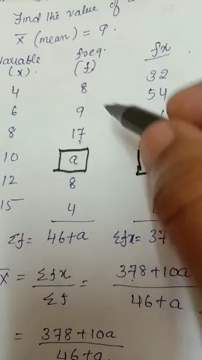 Find the value of
x̄ (mean) = 9.
Variable (x). freq. (f) fx
4 8 32
6 9 54
8 17
10 a
12 8
15 4
Σf = 46+a Σfx = 37
x̄ = Σfx / Σf = 378+10a / 46+a
= 378+10a / 46+a